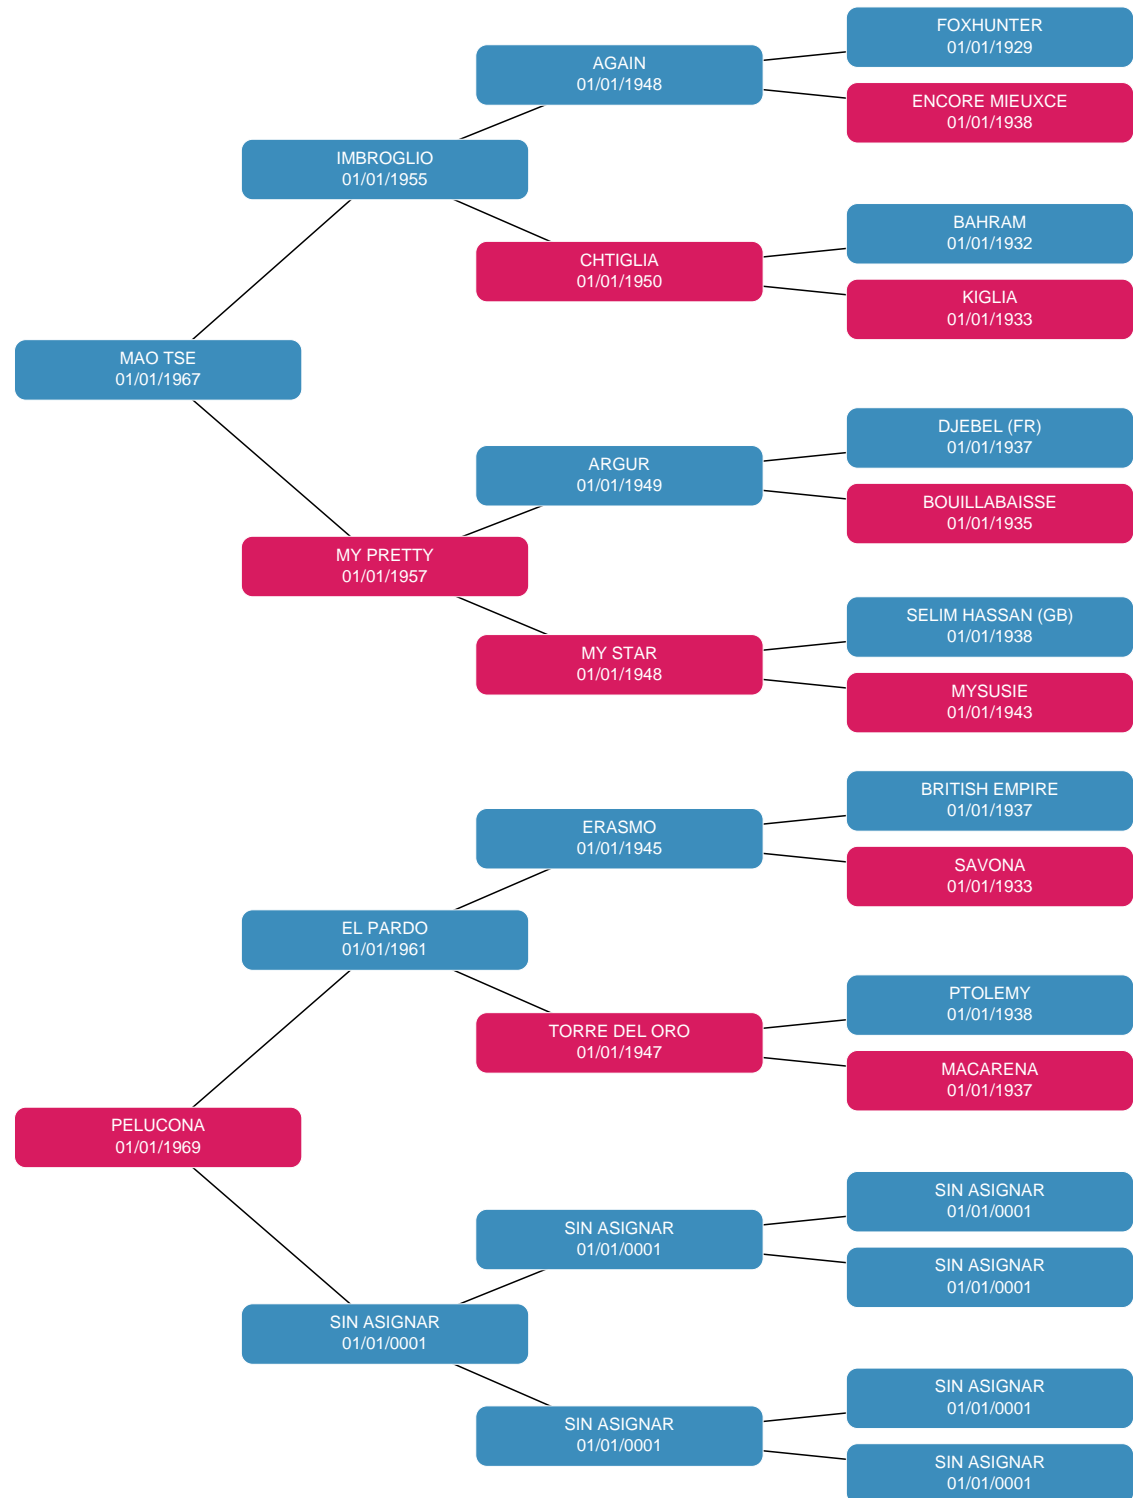 FOXHUNTER
01/01/1929
AGAIN
01/01/1948
ENCORE MIEUXCE
01/01/1938
IMBROGLIO
01/01/1955
BAHRAM
01/01/1932
CHTIGLIA
01/01/1950
KIGLIA
01/01/1933
MAO TSE
01/01/1967
DJEBEL (FR)
01/01/1937
ARGUR
01/01/1949
BOUILLABAISSE
01/01/1935
MY PRETTY
01/01/1957
SELIM HASSAN (GB)
01/01/1938
MY STAR
01/01/1948
MYSUSIE
01/01/1943
BRITISH EMPIRE
01/01/1937
ERASMO
01/01/1945
SAVONA
01/01/1933
EL PARDO
01/01/1961
PTOLEMY
01/01/1938
TORRE DEL ORO
01/01/1947
MACARENA
01/01/1937
PELUCONA
01/01/1969
SIN ASIGNAR
01/01/0001
SIN ASIGNAR
01/01/0001
SIN ASIGNAR
01/01/0001
SIN ASIGNAR
01/01/0001
SIN ASIGNAR
01/01/0001
SIN ASIGNAR
01/01/0001
SIN ASIGNAR
01/01/0001